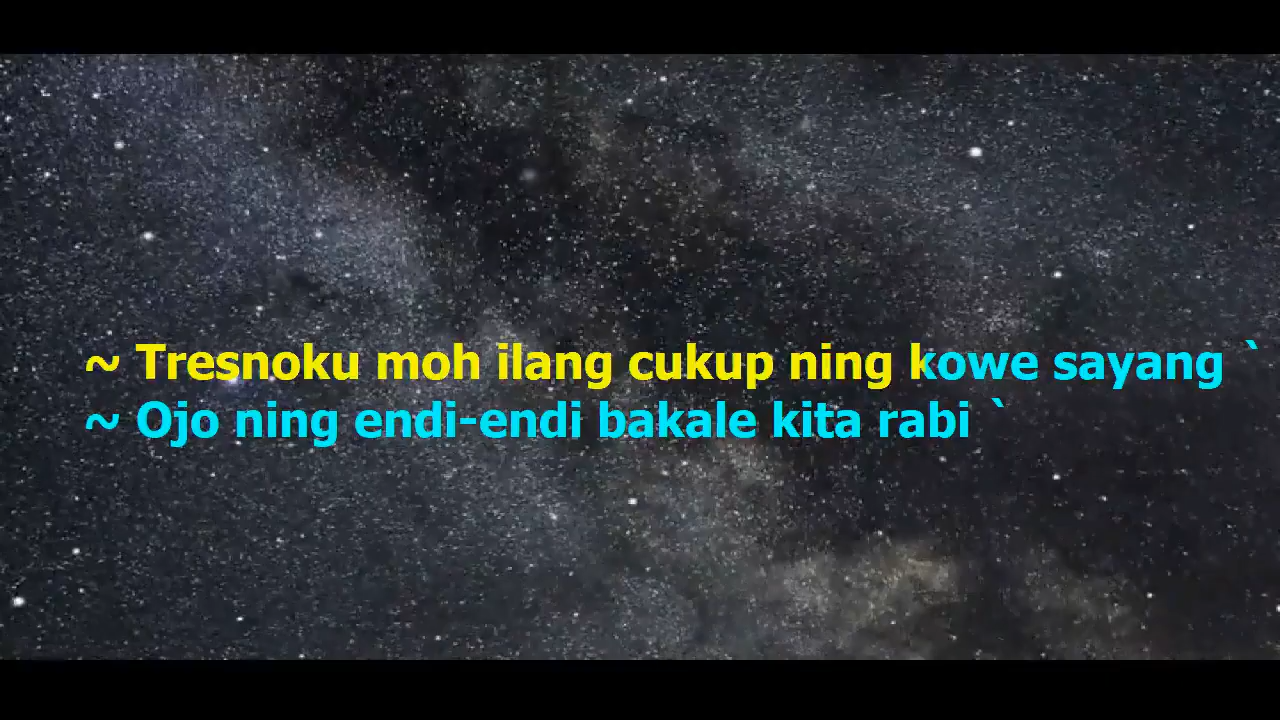 ~ Tresnoku moh ilang cukup ning kowe sayang `
~ Ojo ning endi-endi bakale kita rabi `